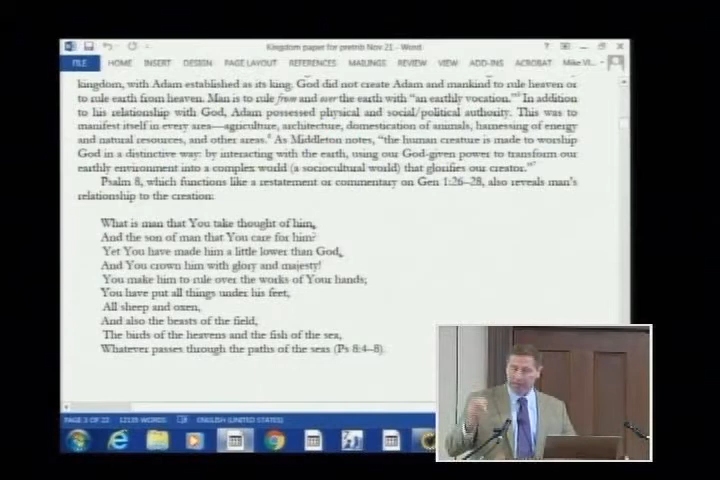 Kingdom paper for pretrib Nov 21 - Word
FILE HOME INSERT DESIGN PAGE LAYOUT REFERENCES MAILINGS REVIEW VIEW ADD-INS ACROBAT Mike Vl...
kingdom, with Adam established as its king. God did not create Adam and mankind to rule heaven or
to rule earth from heaven. Man is to rule from and over the earth with “an earthly vocation.” In addition
to his relationship with God, Adam possessed physical and social/political authority. This was to
manifest itself in every area—agriculture, architecture, domestication of animals, harnessing of energy
and natural resources, and other areas. As Middleton notes, “the human creature is made to worship
God in a distinctive way: by interacting with the earth, using our God-given power to transform our
earthly environment into a complex world (a sociocultural world) that glorifies our creator.”
Psalm 8, which functions like a restatement or commentary on Gen 1:26–28, also reveals man’s
relationship to the creation:
What is man that You take thought of him,
And the son of man that You care for him?
Yet You have made him a little lower than God,
And You crown him with glory and majesty!
You make him to rule over the works of Your hands;
You have put all things under his feet,
All sheep and oxen,
And also the beasts of the field,
The birds of the heavens and the fish of the sea,
Whatever passes through the paths of the seas (Ps 8:4–8).
PAGE 3 OF 22 12135 WORDS ENGLISH (UNITED STATES)